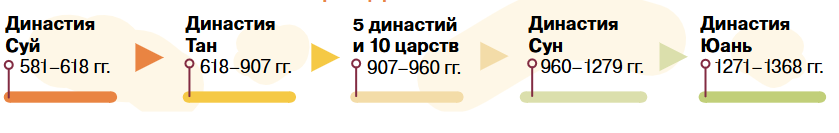 Династия
Суй
581–618 гг.
Династия
Тан
618–907 гг.
5 династий
и 10 царств
907–960 гг.
Династия
Сун
960–1279 гг.
Династия
Юань
1271–1368 гг.